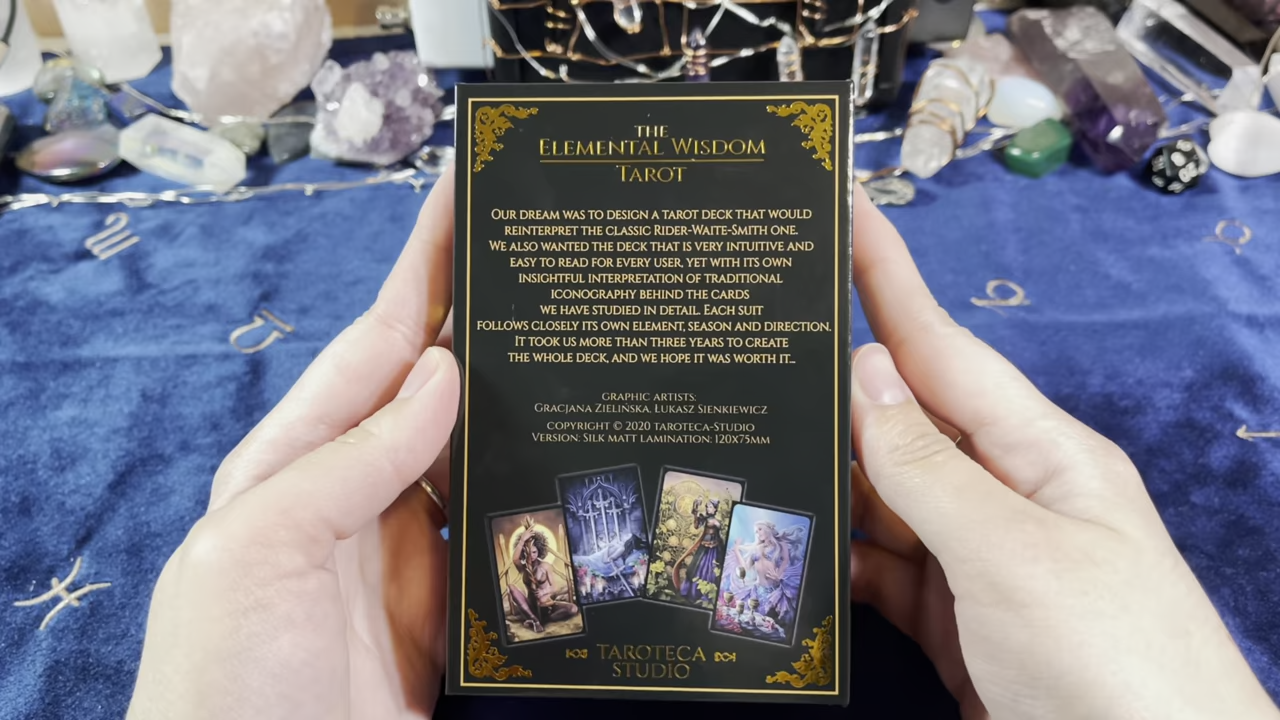 THE
ELEMENTAL WISDOM
TAROT
OUR DREAM WAS TO DESIGN A TAROT DECK THAT WOULD
REINTERPRET THE CLASSIC RIDER-WAITE-SMITH ONE.
WE ALSO WANTED THE DECK THAT IS VERY INTUITIVE AND
EASY TO READ FOR EVERY USER, YET WITH ITS OWN
INSIGHTFUL INTERPRETATION OF TRADITIONAL
ICONOGRAPHY BEHIND THE CARDS
WE HAVE STUDIED IN DETAIL. EACH SUIT
FOLLOWS CLOSELY ITS OWN ELEMENT, SEASON AND DIRECTION.
IT TOOK US MORE THAN THREE YEARS TO CREATE
THE WHOLE DECK, AND WE HOPE IT WAS WORTH IT...
GRAPHIC ARTISTS:
GRACJANA ZIELIŃSKA, ŁUKASZ SIENKIEWICZ
COPYRIGHT © 2020 TAROTECA-STUDIO
VERSION: SILK MATT LAMINATION: 120X75MM
TAROTECA
STUDIO